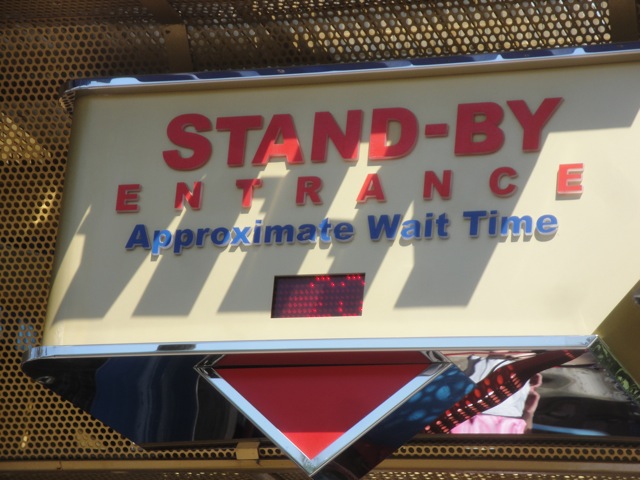 STAND-BY
ENTRANCE
Approximate Wait Time